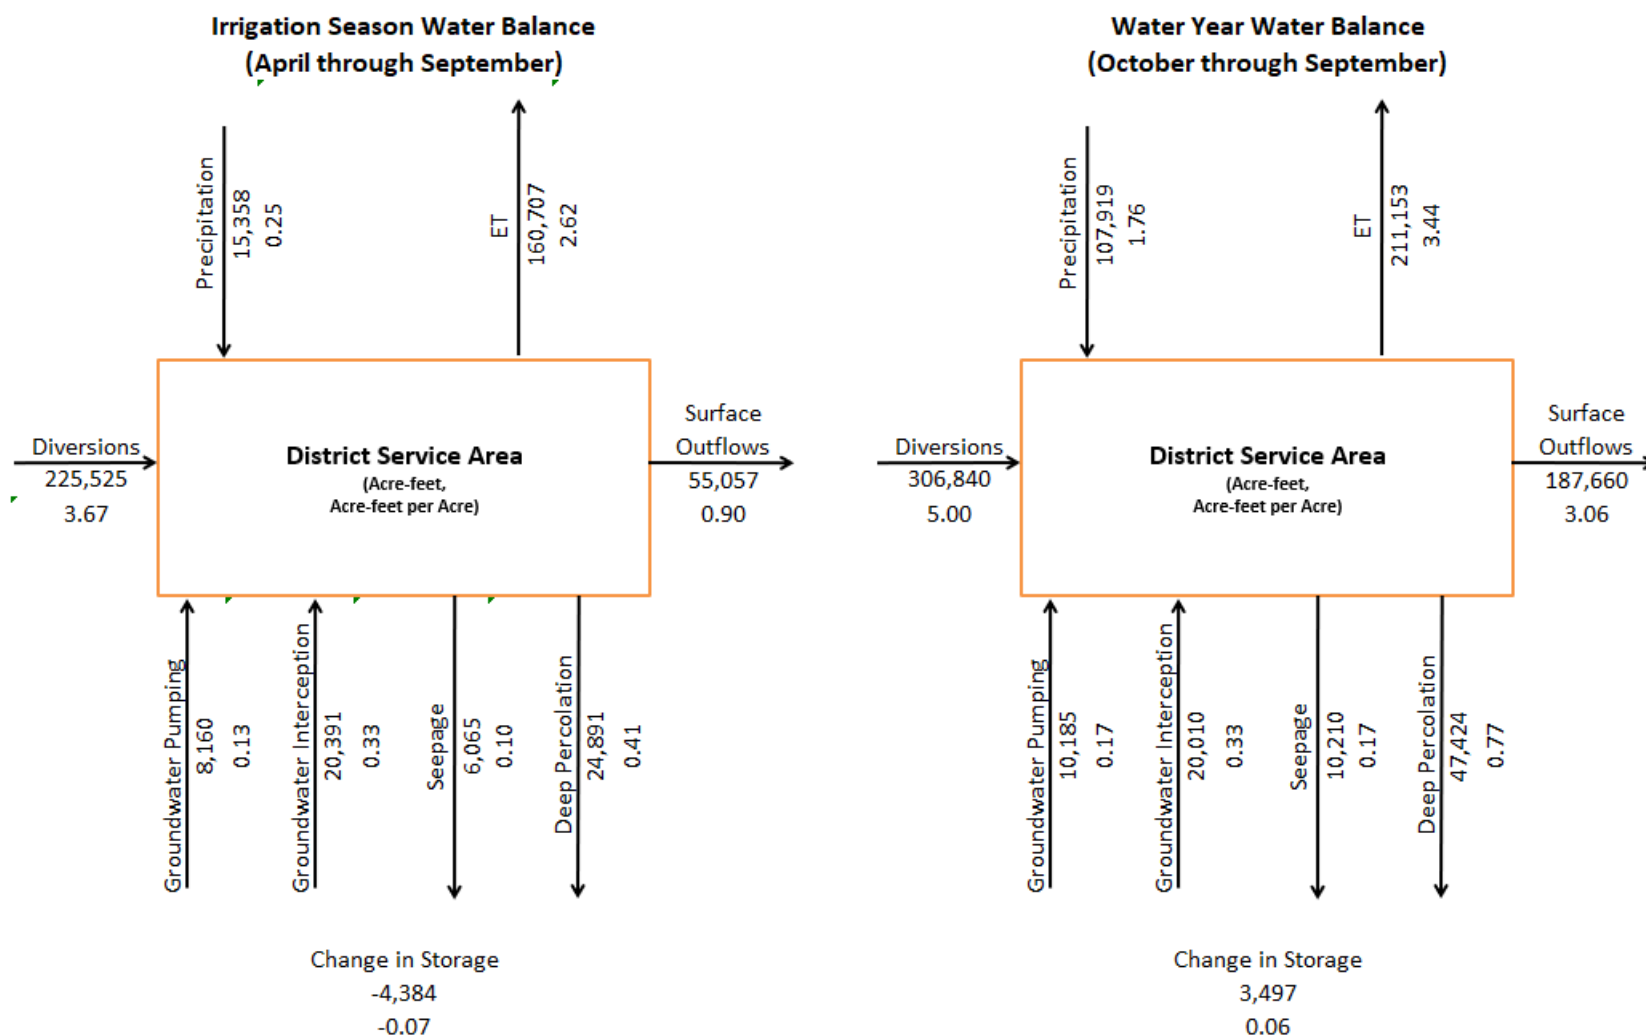 Irrigation Season Water Balance
(April through September)
Precipitation
15,358
0.25
ET
160,707
2.62
Diversions
225,525
3.67
District Service Area
(Acre-feet,
Acre-feet per Acre)
Surface
Outflows
55,057
0.90
Groundwater Pumping
8,160
0.13
Groundwater Interception
20,391
0.33
Seepage
6,065
0.10
Deep Percolation
24,891
0.41
Change in Storage
-4,384
-0.07
Water Year Water Balance
(October through September)
Precipitation
107,919
1.76
ET
211,153
3.44
Diversions
306,840
5.00
District Service Area
(Acre-feet,
Acre-feet per Acre)
Surface
Outflows
187,660
3.06
Groundwater Pumping
10,185
0.17
Groundwater Interception
20,010
0.33
Seepage
10,210
0.17
Deep Percolation
47,424
0.77
Change in Storage
3,497
0.06